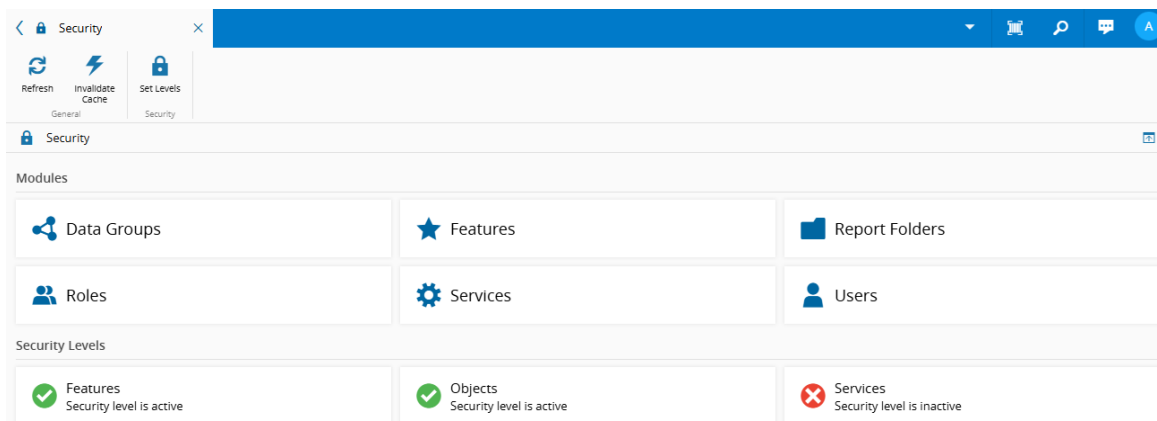 Security
A
Refresh
Invalidate
Cache
Set Levels
General
Security
Security
Modules
Data Groups
Features
Report Folders
Roles
Services
Users
Security Levels
Features
Security level is active
Objects
Security level is active
Services
Security level is inactive